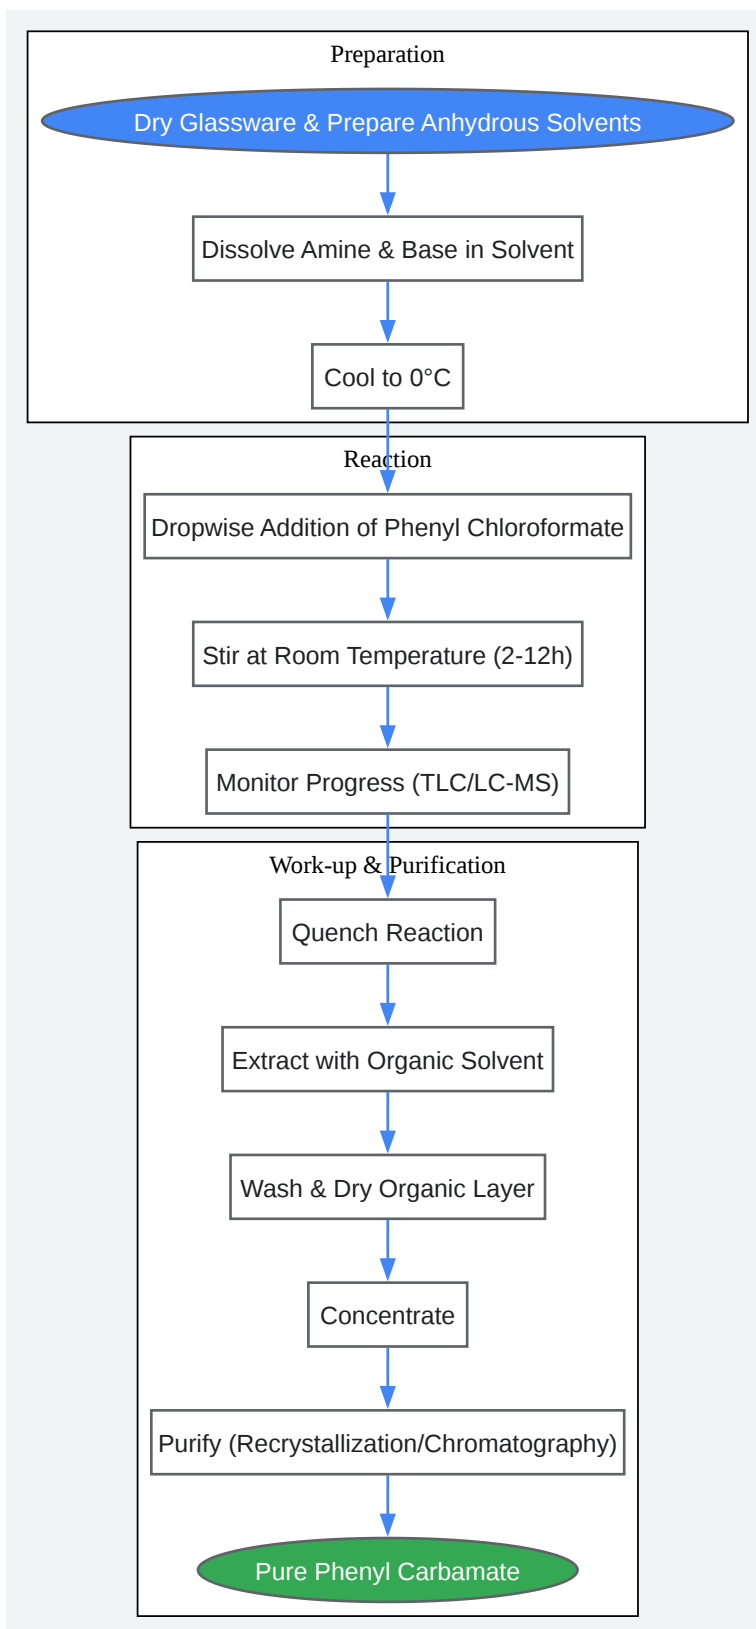 Preparation
Dry Glassware & Prepare Anhydrous Solvents
Dissolve Amine & Base in Solvent
Cool to 0°C
Reaction
Dropwise Addition of Phenyl Chloroformate
Stir at Room Temperature (2-12h)
Monitor Progress (TLC/LC-MS)
Work-up & Purification
Quench Reaction
Extract with Organic Solvent
Wash & Dry Organic Layer
Concentrate
Purify (Recrystallization/Chromatography)
Pure Phenyl Carbamate